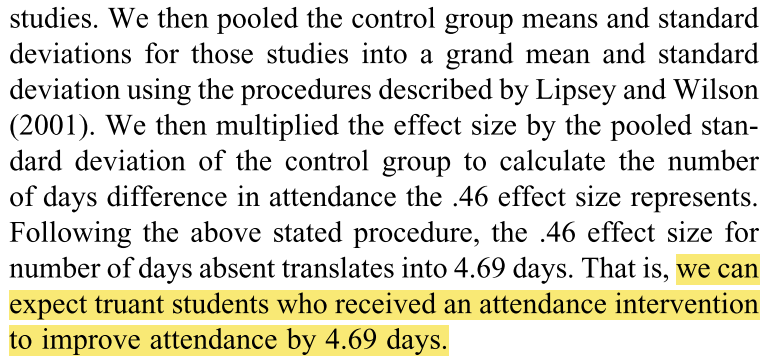 studies. We then pooled the control group means and standard
deviations for those studies into a grand mean and standard
deviation using the procedures described by Lipsey and Wilson
(2001). We then multiplied the effect size by the pooled stan-
dard deviation of the control group to calculate the number
of days difference in attendance the .46 effect size represents.
Following the above stated procedure, the .46 effect size for
number of days absent translates into 4.69 days. That is, we can
expect truant students who received an attendance intervention
to improve attendance by 4.69 days.